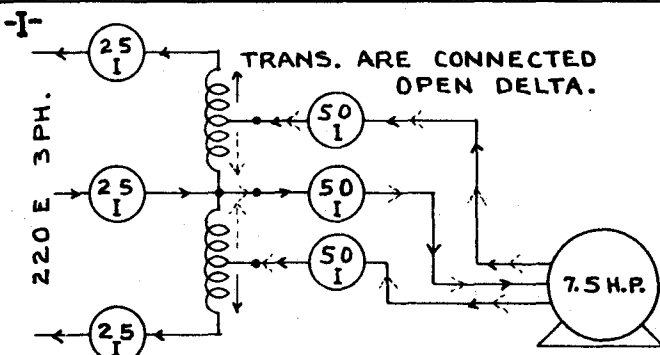 -I-
25
I
TRANS. ARE CONNECTED
OPEN DELTA.
50
I
220 E 3PH.
25
I
50
I
50
I
7.5 H.P.
25
I